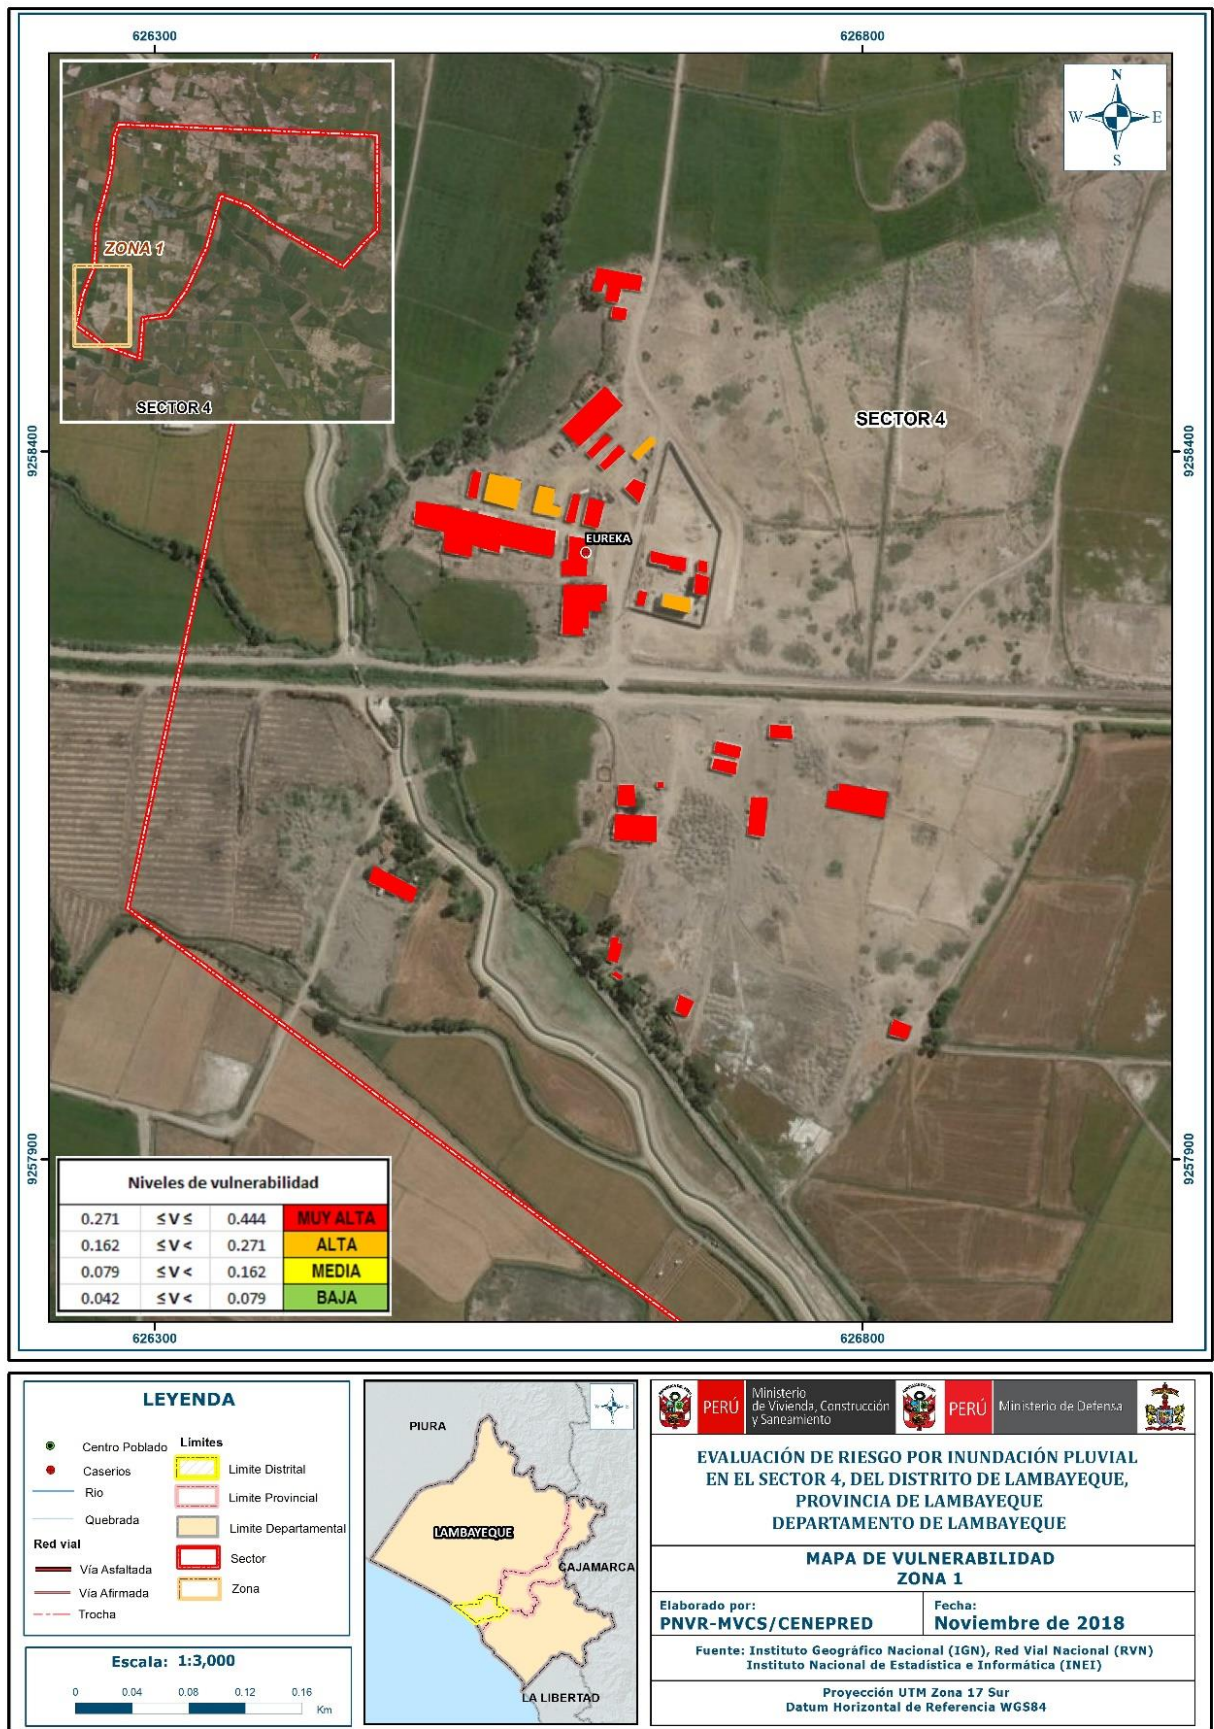 626300
626800
N
W
E
S
ZONA 1
SECTOR 4
SECTOR 4
9258400
9258400
EUREKA
9257900
9257900
Niveles de vulnerabilidad
0.271 ≤ V ≤ 0.444 MUY ALTA
0.162 ≤ V < 0.271 ALTA
0.079 ≤ V < 0.162 MEDIA
0.042 ≤ V < 0.079 BAJA
626300
626800
LEYENDA
Centro Poblado
Caserios
Rio
Quebrada
Red vial
Vía Asfaltada
Vía Afirmada
Trocha
Límites
Limite Distrital
Limite Provincial
Limite Departamental
Sector
Zona
Escala: 1:3,000
0 0.04 0.08 0.12 0.16
Km
PIURA
LAMBAYEQUE
CAJAMARCA
LA LIBERTAD
PERÚ
Ministerio
de Vivienda, Construcción
y Saneamiento
PERÚ
Ministerio de Defensa
EVALUACIÓN DE RIESGO POR INUNDACIÓN PLUVIAL
EN EL SECTOR 4, DEL DISTRITO DE LAMBAYEQUE,
PROVINCIA DE LAMBAYEQUE
DEPARTAMENTO DE LAMBAYEQUE
MAPA DE VULNERABILIDAD
ZONA 1
Elaborado por:
PNVR-MVCS/CENEPRED
Fecha:
Noviembre de 2018
Fuente: Instituto Geográfico Nacional (IGN), Red Vial Nacional (RVN)
Instituto Nacional de Estadística e Informática (INEI)
Proyección UTM Zona 17 Sur
Datum Horizontal de Referencia WGS84